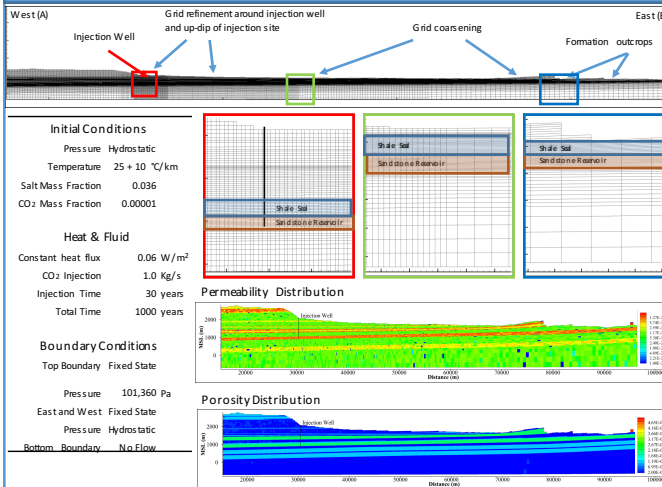 West (A)
Grid refinement around injection well
and up-dip of injection site
East (B
Injection Well
Grid coarsening
Formation outcrops
Initial Conditions
Pressure Hydrostatic
Temperature 25 + 10 °C/km
Salt Mass Fraction 0.036
CO2 Mass Fraction 0.00001
Heat & Fluid
Constant heat flux 0.06 W/m²
CO2 Injection 1.0 Kg/s
Injection Time 30 years
Total Time 1000 years
Boundary Conditions
Top Boundary Fixed State
Pressure 101,360 Pa
East and West Fixed State
Pressure Hydrostatic
Bottom Boundary No Flow
Shale Seal
Sandstone Reservoir
Shale Seal
Sandstone Reservoir
Shale Seal
Sandstone Reservoir
Permeability Distribution
Injection Well
MSL (m)
2000
1000
0
10000 20000 30000 40000 50000 60000 70000 80000 90000 10000
Distance (m)
Porosity Distribution
Injection Well
MSL (m)
2000
1000
0
10000 20000 30000 40000 50000 60000 70000 80000 90000 10000
Distance (m)